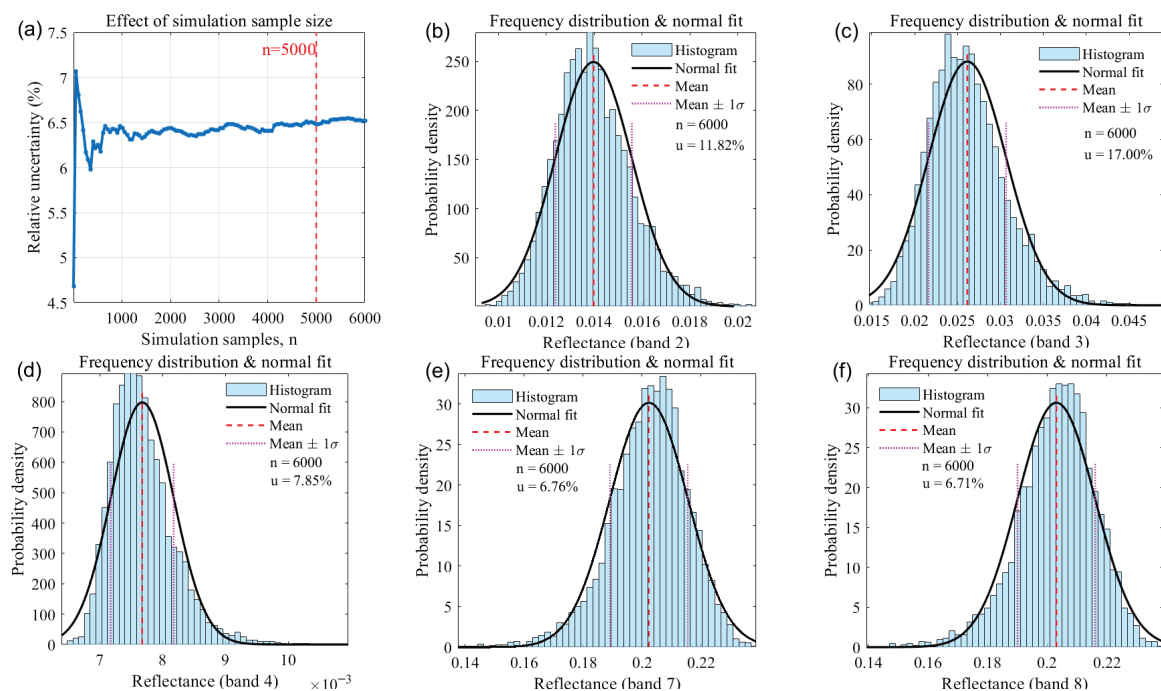 (a)
Effect of simulation sample size
n=5000
Relative uncertainty (%)
7.5
7
6.5
6
5.5
5
4.5
1000 2000 3000 4000 5000 6000
Simulation samples, n
(b)
Frequency distribution & normal fit
Histogram
Normal fit
Mean
Mean ± 1σ
n = 6000
u = 11.82%
Probability density
250
200
150
100
50
0.01 0.012 0.014 0.016 0.018 0.02
Reflectance (band 2)
(c)
Frequency distribution & normal fit
Histogram
Normal fit
Mean
Mean ± 1σ
n = 6000
u = 17.00%
Probability density
80
60
40
20
0
0.015 0.02 0.025 0.03 0.035 0.04 0.045
Reflectance (band 3)
(d)
Frequency distribution & normal fit
Histogram
Normal fit
Mean
Mean ± 1σ
n = 6000
u = 7.85%
Probability density
800
700
600
500
400
300
200
100
0
7 8 9 10
Reflectance (band 4) ×10⁻³
(e)
Frequency distribution & normal fit
Histogram
Normal fit
Mean
Mean ± 1σ
n = 6000
u = 6.76%
Probability density
30
25
20
15
10
5
0
0.14 0.16 0.18 0.2 0.22
Reflectance (band 7)
(f)
Frequency distribution & normal fit
Histogram
Normal fit
Mean
Mean ± 1σ
n = 6000
u = 6.71%
Probability density
30
25
20
15
10
5
0
0.14 0.16 0.18 0.2 0.22
Reflectance (band 8)